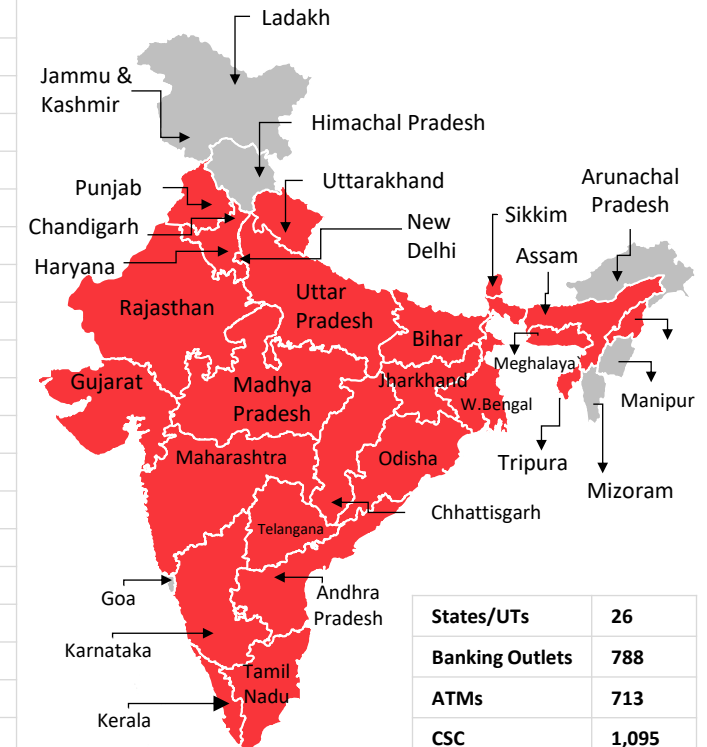 Ladakh
Jammu &
Kashmir
Himachal Pradesh
Punjab
Uttarakhand
Arunachal
Pradesh
Chandigarh
New
Delhi
Sikkim
Haryana
Assam
Rajasthan
Uttar
Pradesh
Bihar
Meghalaya
Gujarat
Madhya
Pradesh
Jharkhand
W.Bengal
Manipur
Maharashtra
Odisha
Tripura
Mizoram
Chhattisgarh
Telangana
Goa
Andhra
Pradesh
Karnataka
Tamil
Nadu
Kerala
States/UTs 26
Banking Outlets 788
ATMs 713
CSC 1,095